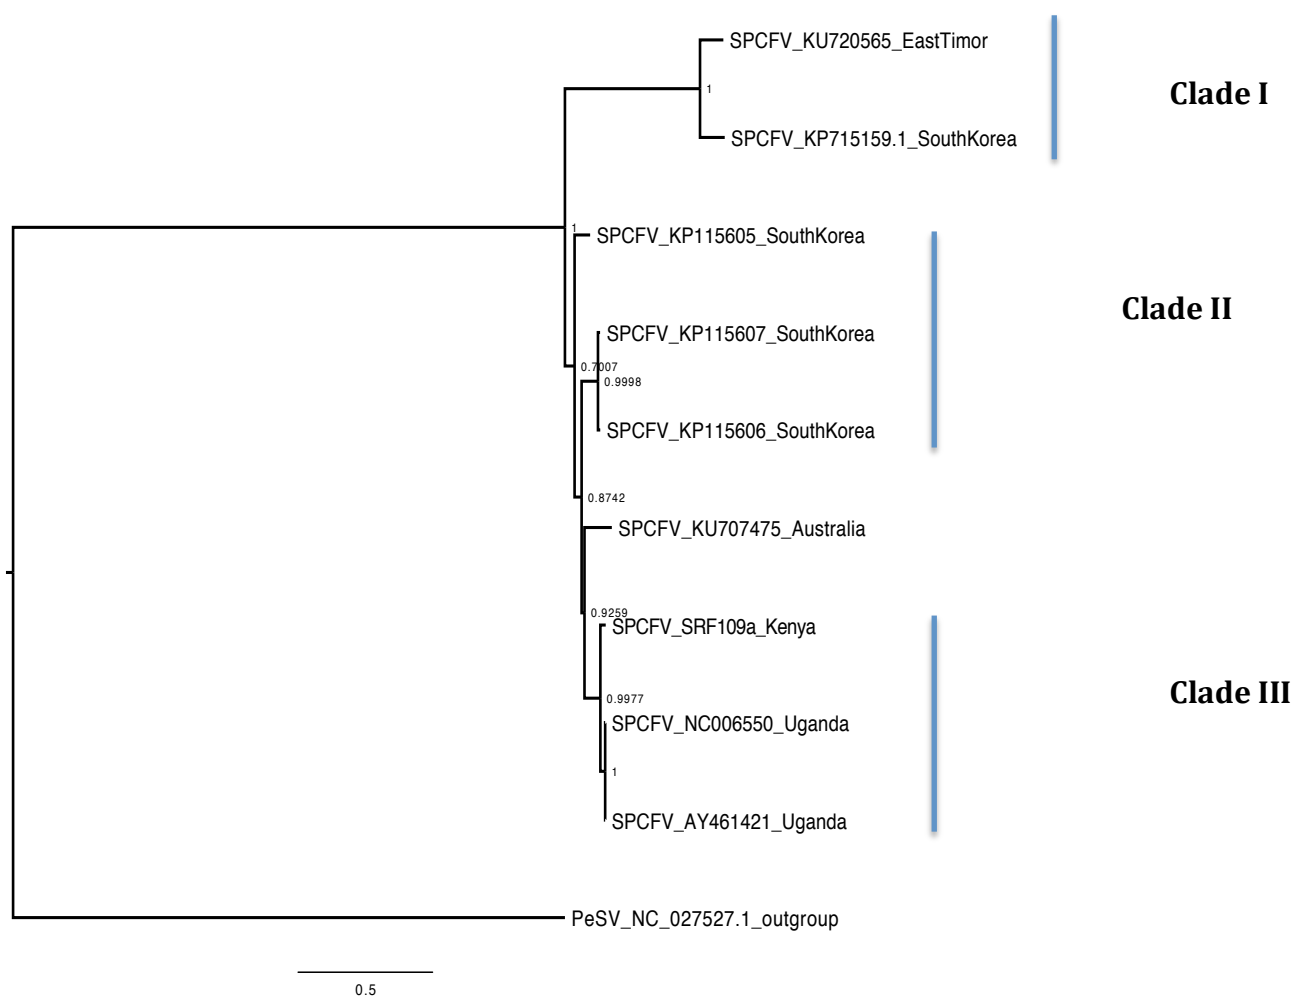 SPCFV_KU720565_EastTimor
1
Clade I
SPCFV_KP715159.1_SouthKorea
1
SPCFV_KP115605_SouthKorea
Clade II
SPCFV_KP115607_SouthKorea
0.7007
0.9998
SPCFV_KP115606_SouthKorea
0.8742
SPCFV_KU707475_Australia
0.9259
SPCFV_SRF109a_Kenya
Clade III
0.9977
SPCFV_NC006550_Uganda
1
SPCFV_AY461421_Uganda
PeSV_NC_027527.1_outgroup
0.5